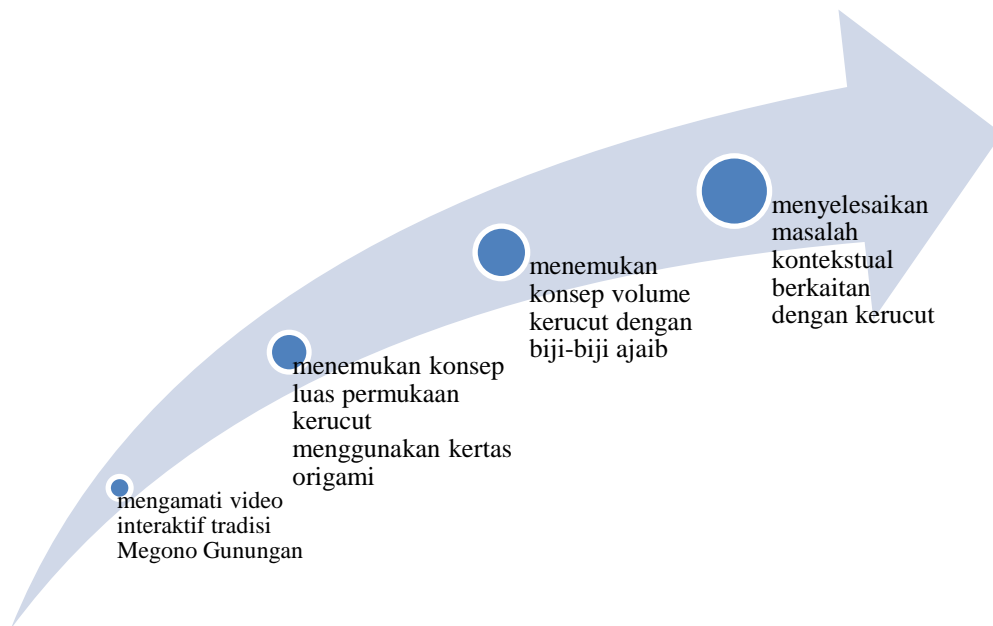 mengamati video
interaktif tradisi
Megono Gunungan
menemukan konsep
luas permukaan
kerucut
menggunakan kertas
origami
menemukan
konsep volume
kerucut dengan
biji-biji ajaib
menyelesaikan
masalah
kontekstual
berkaitan
dengan kerucut